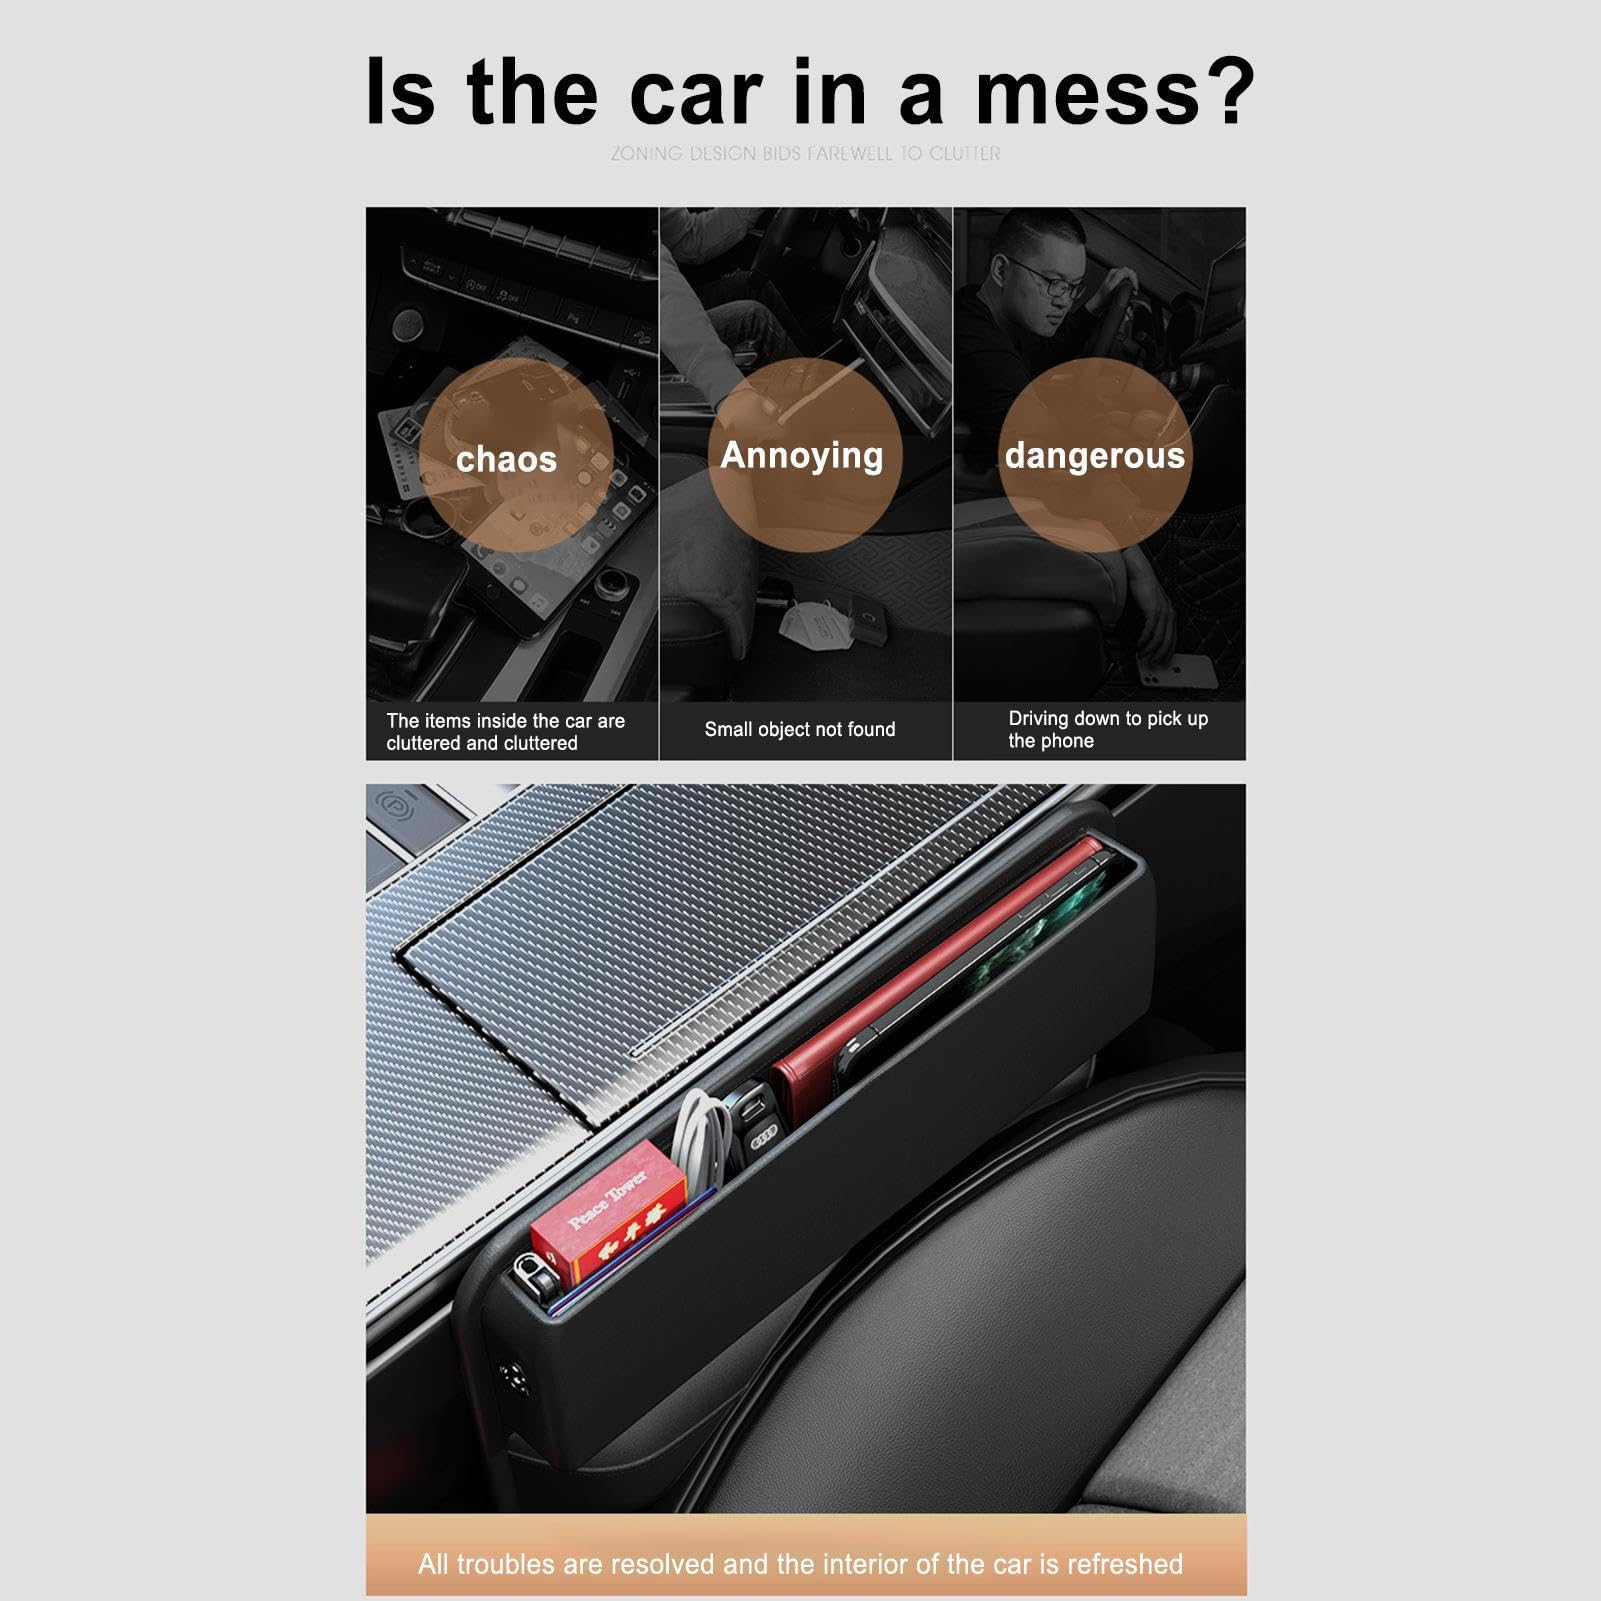 Is the car in a mess?
ZONING DESIGN BIDS FAREWELL TO CLUTTER
chaos
Annoying
dangerous
The items inside the car are
cluttered and cluttered
Small object not found
Driving down to pick up
the phone
Peace Tower
All troubles are resolved and the interior of the car is refreshed